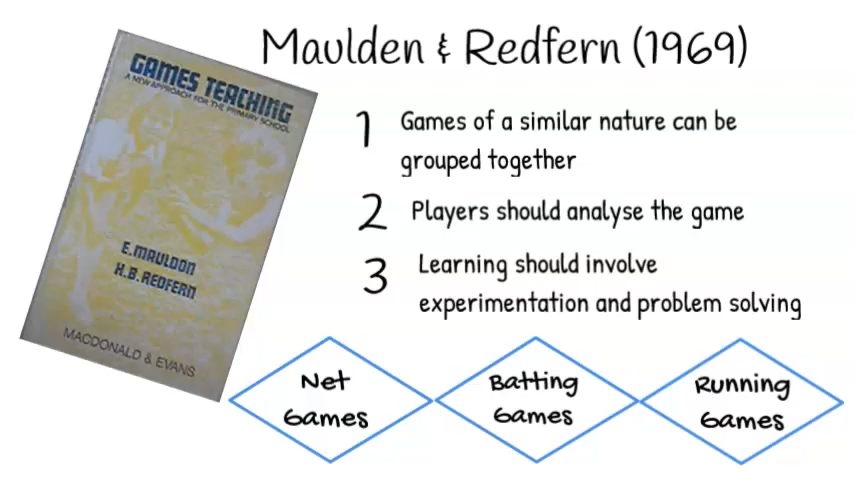 Maulden & Redfern (1969)
GAMES TEACHING
A NEW APPROACH FOR THE PRIMARY SCHOOL
E. MAULDON
H. B. REDFERN
MACDONALD & EVANS
1 Games of a similar nature can be
grouped together
2 Players should analyse the game
3 Learning should involve
experimentation and problem solving
Net
Games
Batting
Games
Running
Games